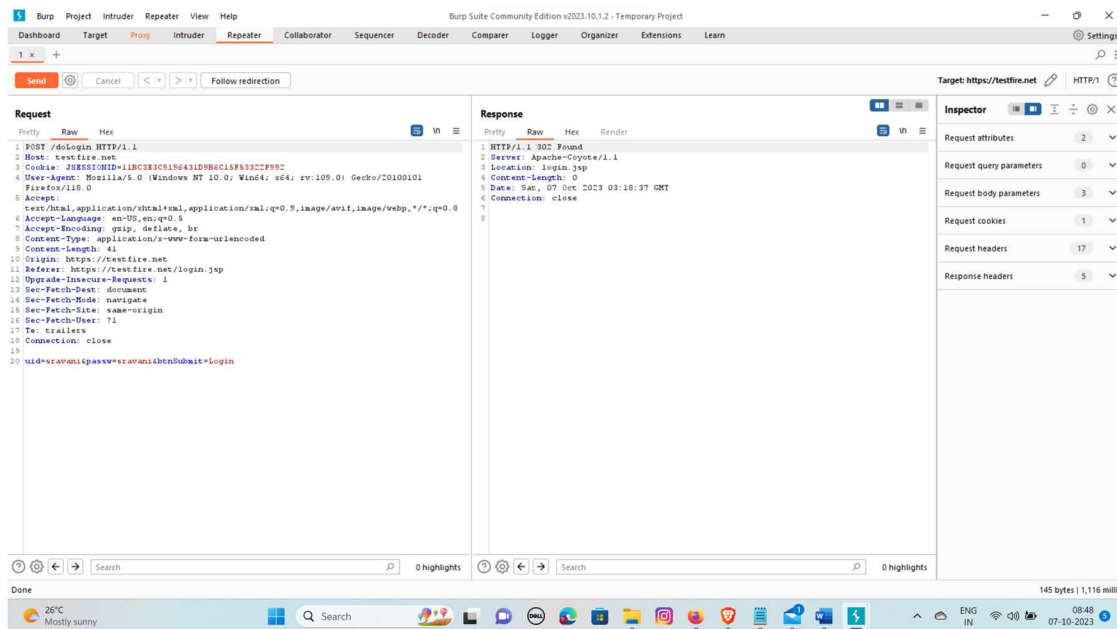 Burp Project Intruder Repeater View Help
Burp Suite Community Edition v2023.10.1.2 - Temporary Project
Dashboard Target Proxy Intruder Repeater Collaborator Sequencer Decoder Comparer Logger Organizer Extensions Learn
Settings
1 × +
Send Cancel < > Follow redirection
Target: https://testfire.net HTTP/1
Request
Pretty Raw Hex
\n
1 POST /doLogin HTTP/1.1
2 Host: testfire.net
3 Cookie: JSESSIONID=11BC3E3C9196431D9B6C15F53322F992
4 User-Agent: Mozilla/5.0 (Windows NT 10.0; Win64; x64; rv:109.0) Gecko/20100101
Firefox/118.0
5 Accept:
text/html,application/xhtml+xml,application/xml;q=0.9,image/avif,image/webp,*/*;q=0.8
6 Accept-Language: en-US,en;q=0.5
7 Accept-Encoding: gzip, deflate, br
8 Content-Type: application/x-www-form-urlencoded
9 Content-Length: 41
10 Origin: https://testfire.net
11 Referer: https://testfire.net/login.jsp
12 Upgrade-Insecure-Requests: 1
13 Sec-Fetch-Dest: document
14 Sec-Fetch-Mode: navigate
15 Sec-Fetch-Site: same-origin
16 Sec-Fetch-User: ?1
17 Te: trailers
18 Connection: close
19
20 uid=sravani&passw=sravani&btnSubmit=Login
Response
Pretty Raw Hex Render
\n
1 HTTP/1.1 302 Found
2 Server: Apache-Coyote/1.1
3 Location: login.jsp
4 Content-Length: 0
5 Date: Sat, 07 Oct 2023 03:18:37 GMT
6 Connection: close
7
8
Inspector
Request attributes 2
Request query parameters 0
Request body parameters 3
Request cookies 1
Request headers 17
Response headers 5
Search 0 highlights
Search 0 highlights
Done
145 bytes | 1,116 milli
26°C
Mostly sunny
Search
DELL
ENG
IN
08:48
07-10-2023